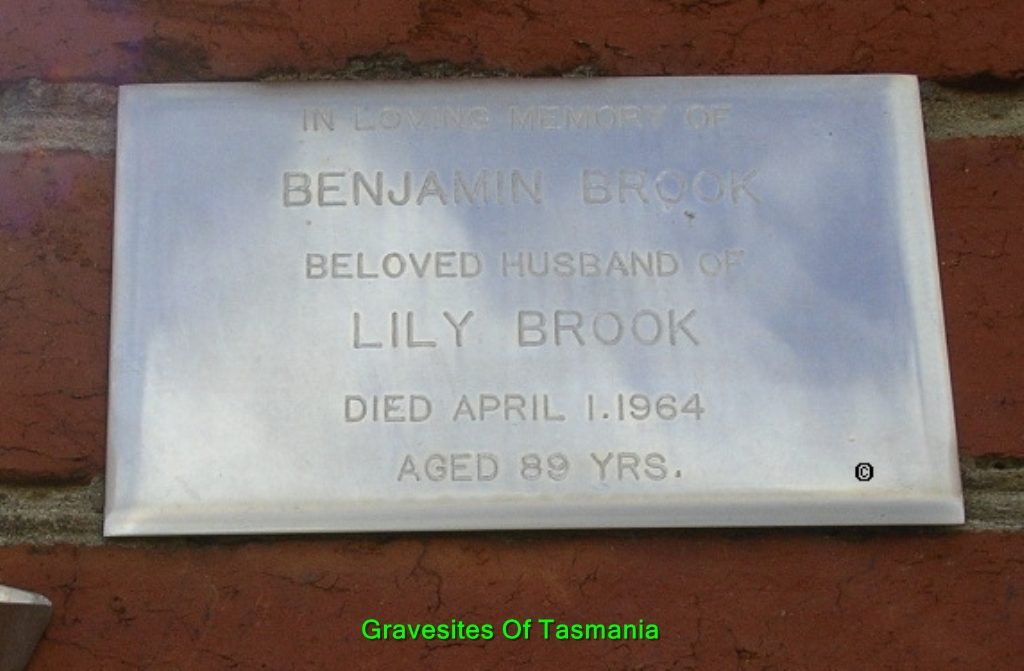 IN LOVING MEMORY OF
BENJAMIN BROOK
BELOVED HUSBAND OF
LILY BROOK
DIED APRIL 1.1964
AGED 89 YRS.
©
Gravesites Of Tasmania